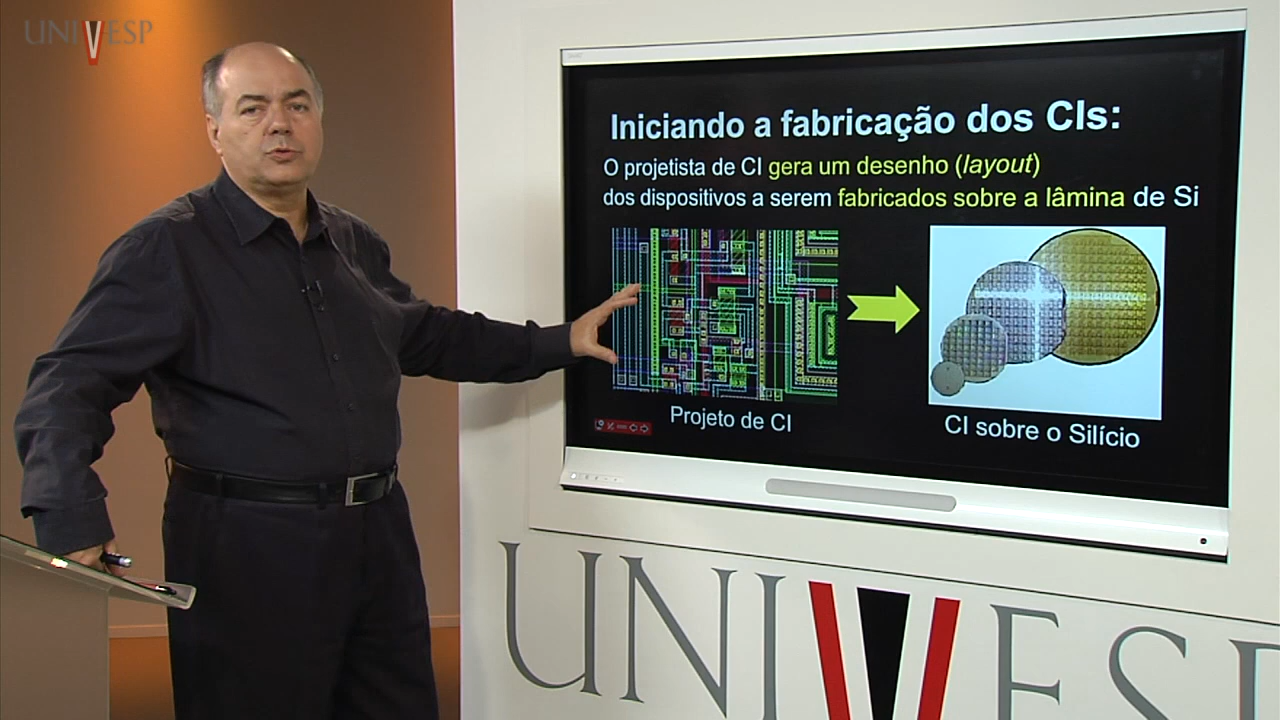 UNIVESP
Iniciando a fabricação dos CIs:
O projetista de CI gera um desenho (layout)
dos dispositivos a serem fabricados sobre a lâmina de Si
Projeto de CI
CI sobre o Silício
UNIVESP